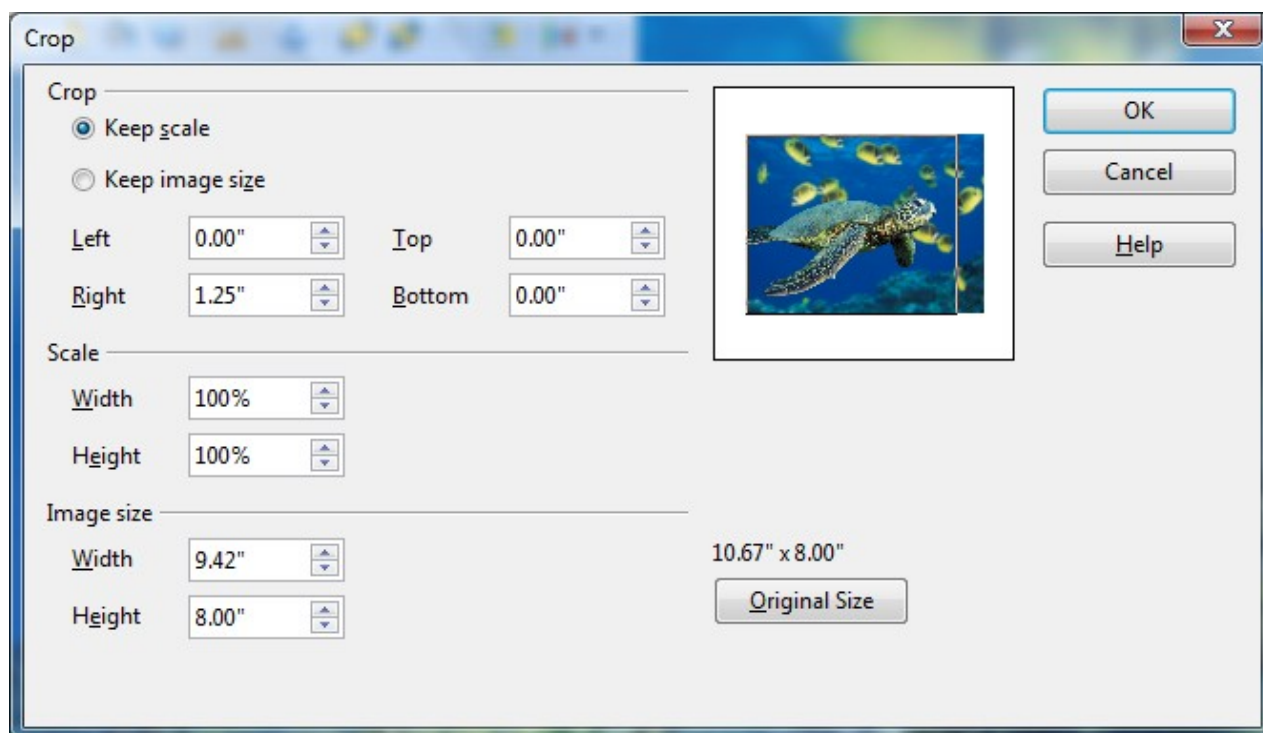 Crop
Crop
Keep scale
Keep image size
Left 0.00" Top 0.00"
Right 1.25" Bottom 0.00"
Scale
Width 100%
Height 100%
Image size
Width 9.42"
Height 8.00"
10.67" x 8.00"
Original Size
OK
Cancel
Help